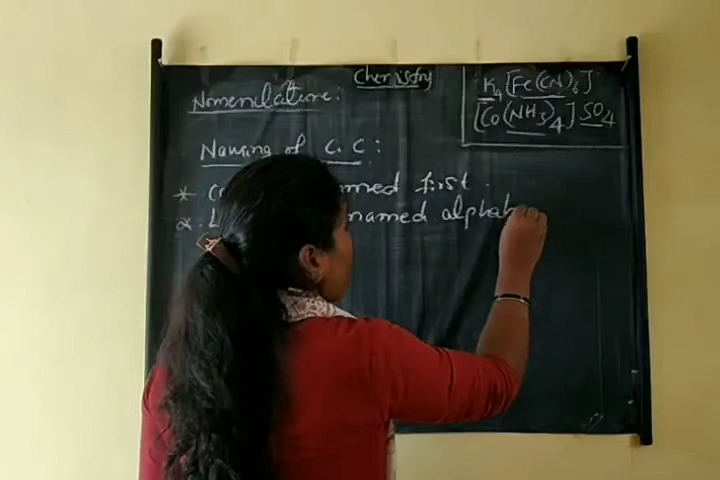 Chemistry
Nomenclature:
K4[Fe(CN)6]
[Co(NH3)4]SO4
Naming of C.C:
* named first.
* named alphab